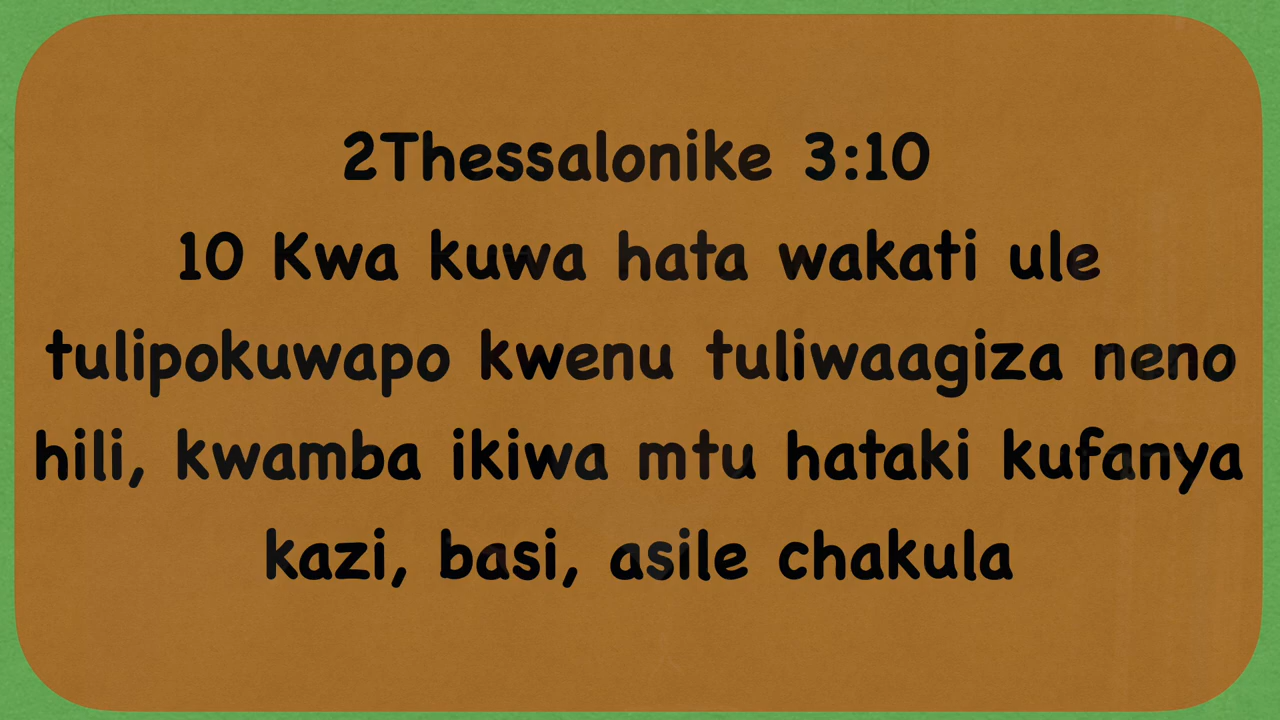 2Thessalonike 3:10
10 Kwa kuwa hata wakati ule
tulipokuwapo kwenu tuliwaagiza neno
hili, kwamba ikiwa mtu hataki kufanya
kazi, basi, asile chakula